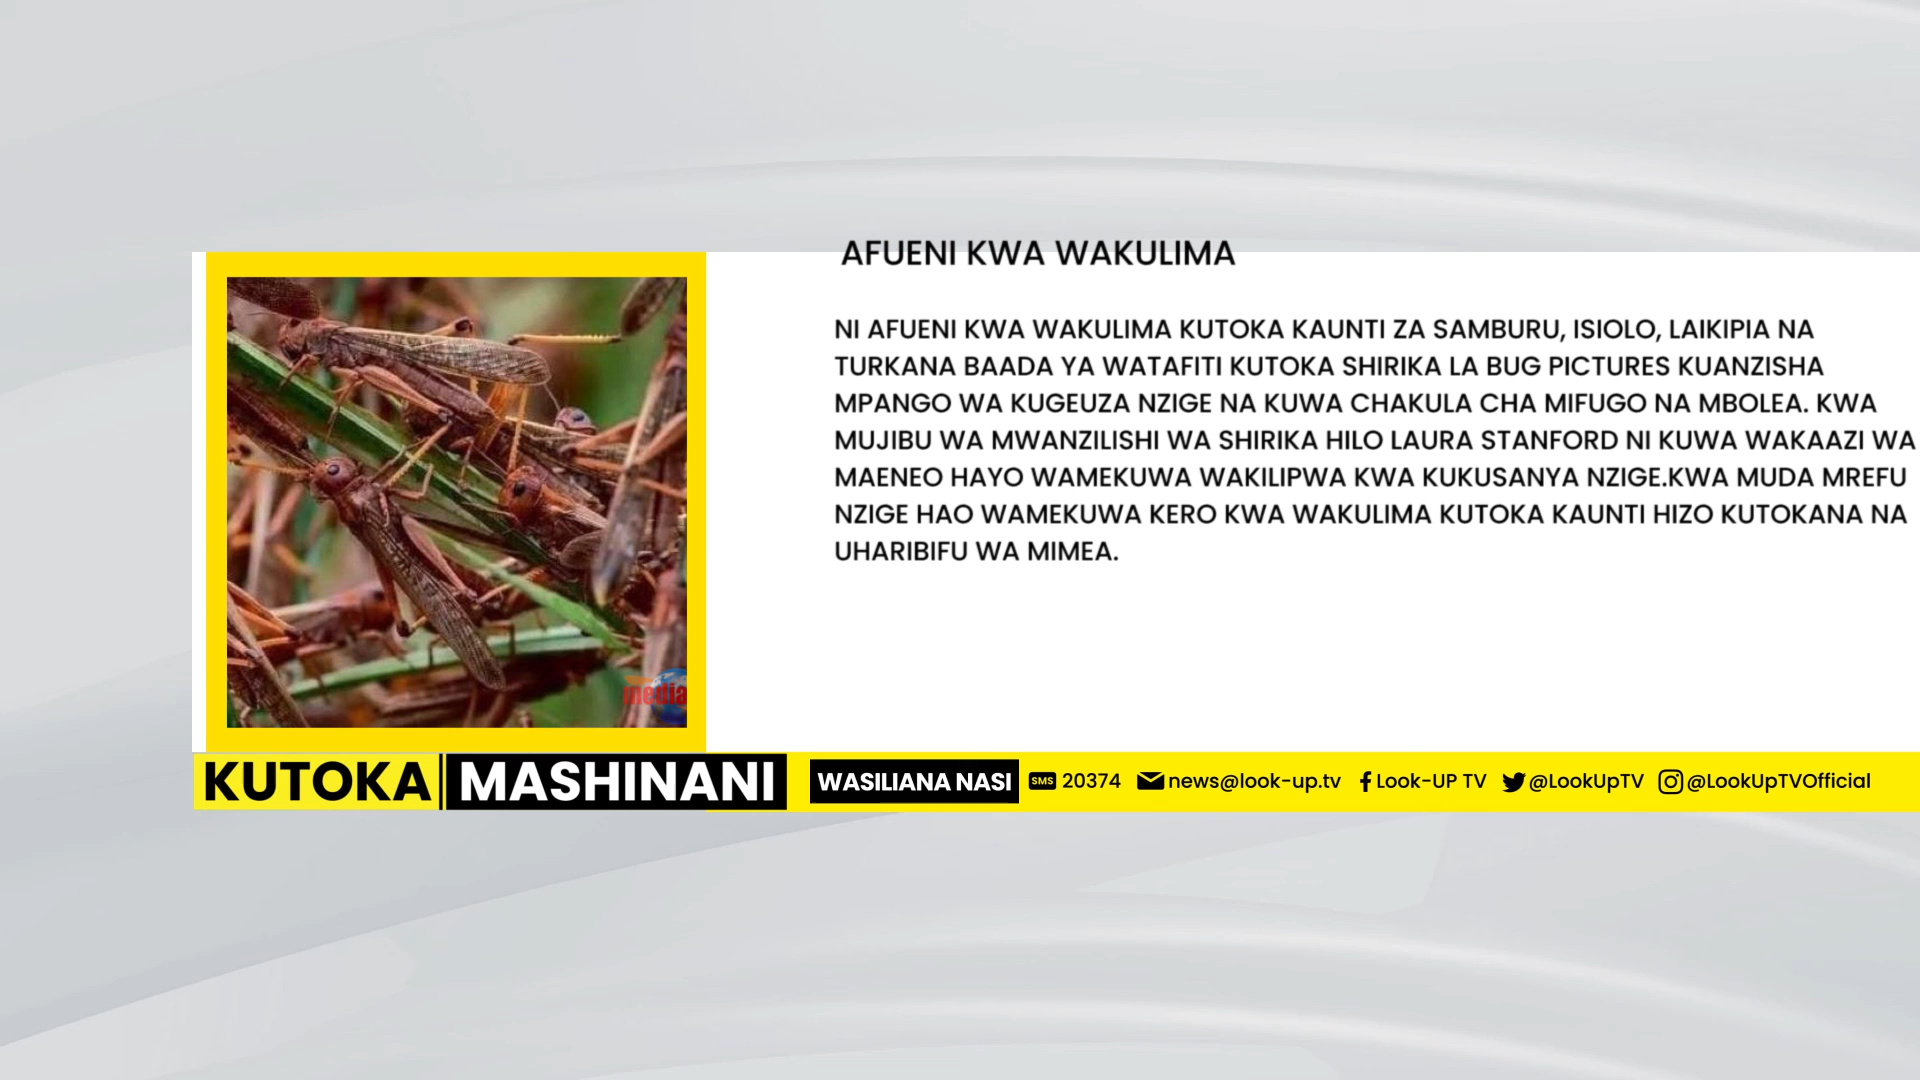 AFUENI KWA WAKULIMA
NI AFUENI KWA WAKULIMA KUTOKA KAUNTI ZA SAMBURU, ISIOLO, LAIKIPIA NA
TURKANA BAADA YA WATAFITI KUTOKA SHIRIKA LA BUG PICTURES KUANZISHA
MPANGO WA KUGEUZA NZIGE NA KUWA CHAKULA CHA MIFUGO NA MBOLEA. KWA
MUJIBU WA MWANZILISHI WA SHIRIKA HILO LAURA STANFORD NI KUWA WAKAAZI WA
MAENEO HAYO WAMEKUWA WAKILIPWA KWA KUKUSANYA NZIGE.KWA MUDA MREFU
NZIGE HAO WAMEKUWA KERO KWA WAKULIMA KUTOKA KAUNTI HIZO KUTOKANA NA
UHARIBIFU WA MIMEA.
media
KUTOKA MASHINANI WASILIANA NASI SMS 20374 news@look-up.tv Look-UP TV @LookUpTV @LookUpTVOfficial